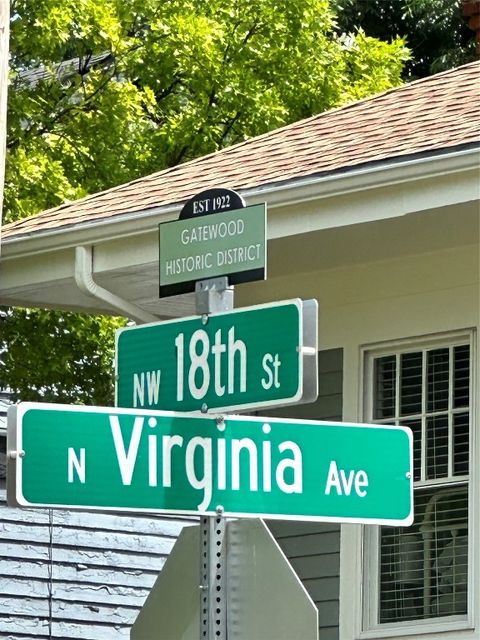 EST 1922
GATEWOOD
HISTORIC DISTRICT
NW 18th St
N Virginia Ave